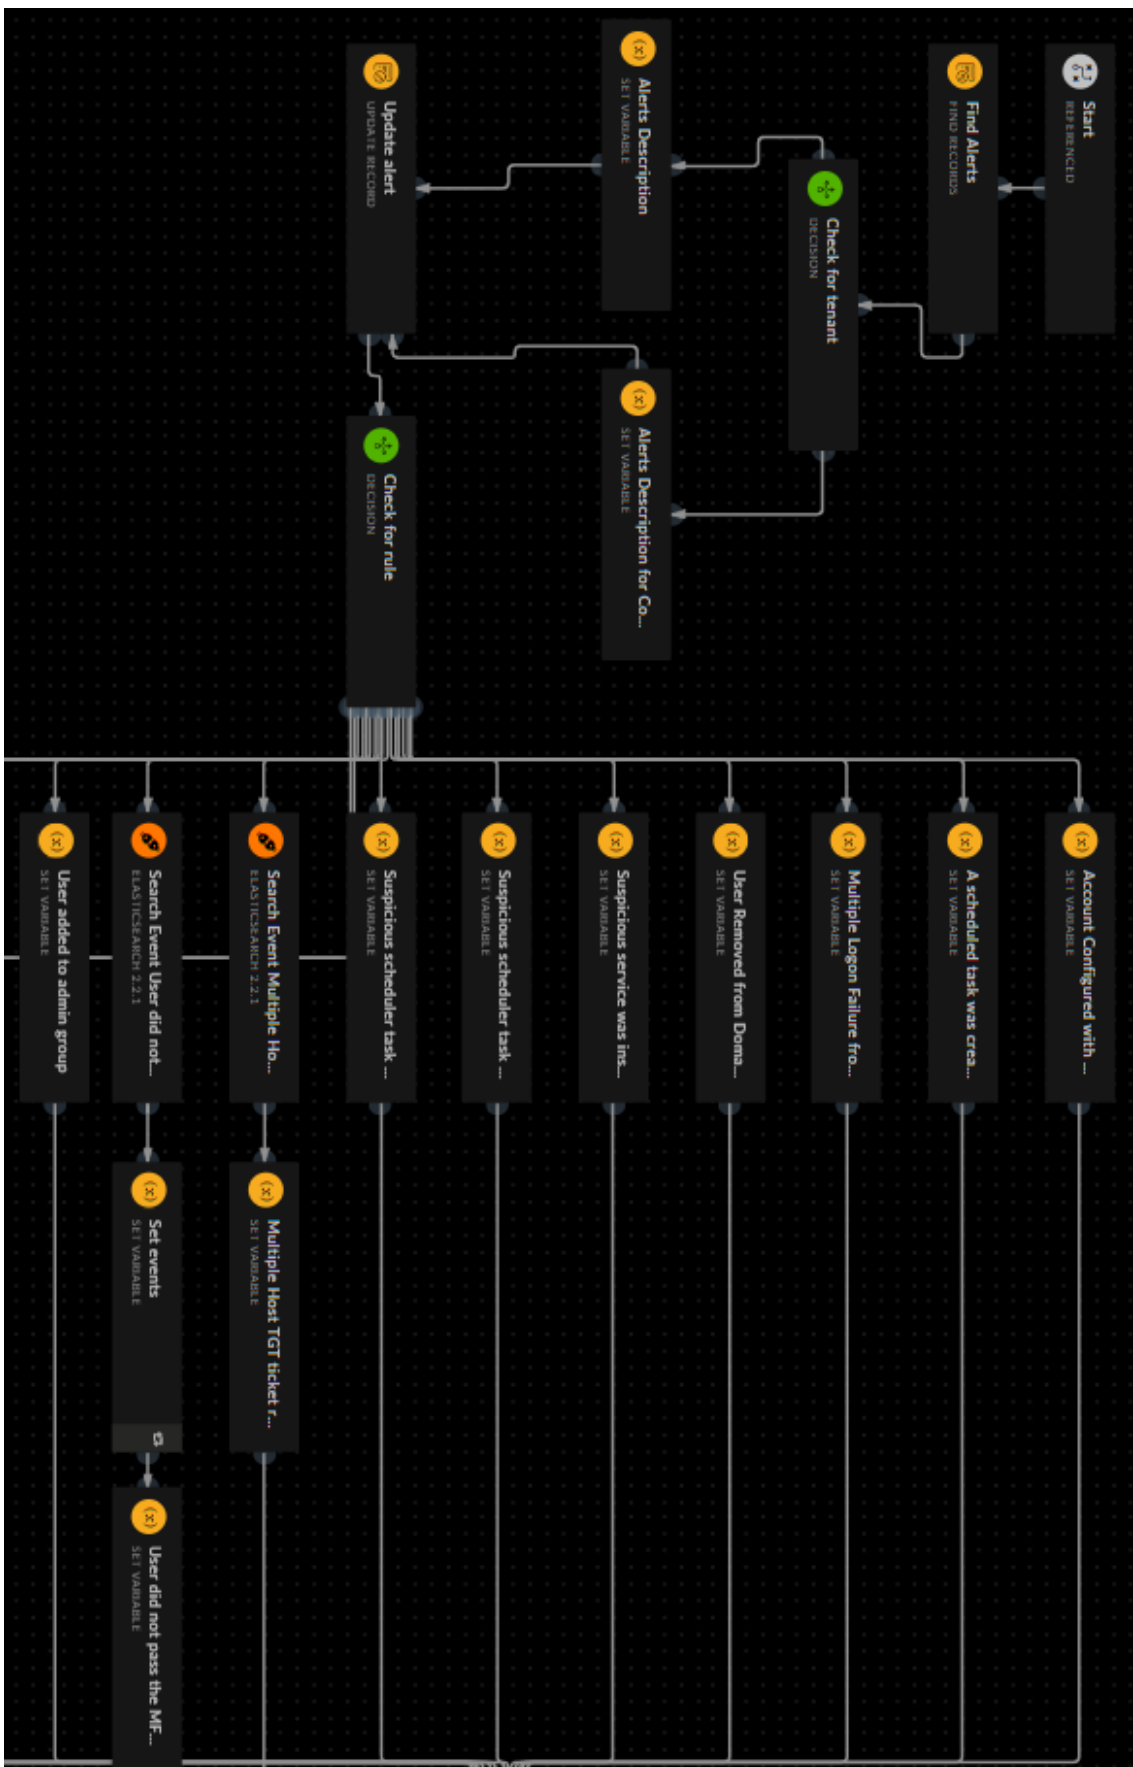 Start
REFERENCED
Find Alerts
FIND RECORDS
Check for tenant
DECISION
Alerts Description
SET VARIABLE
Alerts Description for Co...
SET VARIABLE
Update alert
UPDATE RECORD
Check for rule
DECISION
Account Configured with ...
SET VARIABLE
A scheduled task was crea...
SET VARIABLE
Multiple Logon Failure fro...
SET VARIABLE
User Removed from Doma...
SET VARIABLE
Suspicious service was ins...
SET VARIABLE
Suspicious scheduler task ...
SET VARIABLE
Suspicious scheduler task ...
SET VARIABLE
Search Event Multiple Ho...
ELASTICSEARCH 2.2.1
Multiple Host TGT ticket r...
SET VARIABLE
Search Event User did not...
ELASTICSEARCH 2.2.1
Set events
SET VARIABLE
User did not pass the MF...
SET VARIABLE
User added to admin group
SET VARIABLE